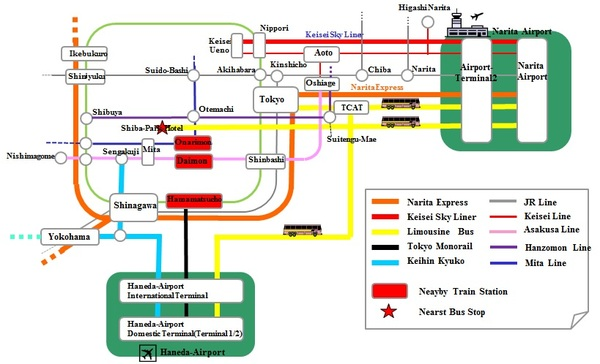 Higashi Narita
Nippori
Keisei Ueno
Keisei Sky Liner
Narita Airport
Ikebukuro
Aoto
Kinshicho
Shinjyuku
Suido-Bashi
Akihabara
Oshiage
Chiba
Narita
Airport-
Terminal2
Narita
Airport
Narita Express
Tokyo
TCAT
Shibuya
Otemachi
Shiba-Park Hotel
Suitengu-Mae
Onarimon
Mita
Sengakuji
Nishimagome
Daimon
Shinbashi
Shinagawa
Hamamatsucho
Yokohama
Haneda-Airport
International Terminal
Haneda-Airport
Domestic Terminal(Terminal 1/2)
Haneda-Airport
Narita Express
JR Line
Keisei Sky Liner
Keisei Line
Limousine Bus
Asakusa Line
Tokyo Monorail
Hanzomon Line
Keihin Kyuko
Mita Line
Neayby Train Station
Nearst Bus Stop